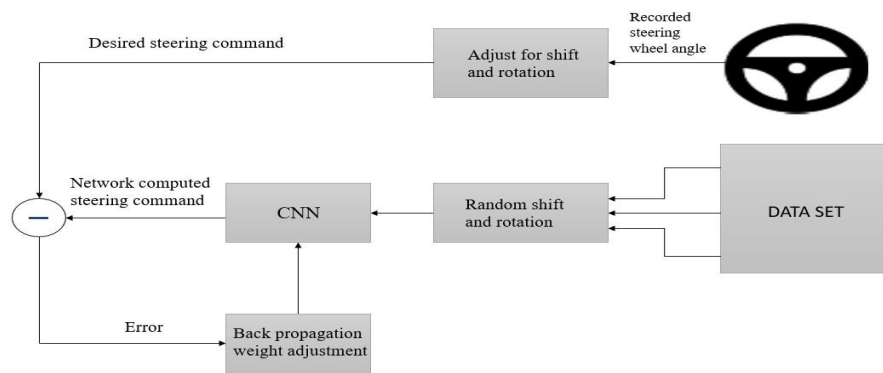 Desired steering command
Adjust for shift
and rotation
Recorded
steering
wheel angle
Network computed
steering command
CNN
Random shift
and rotation
DATA SET
Error
Back propagation
weight adjustment